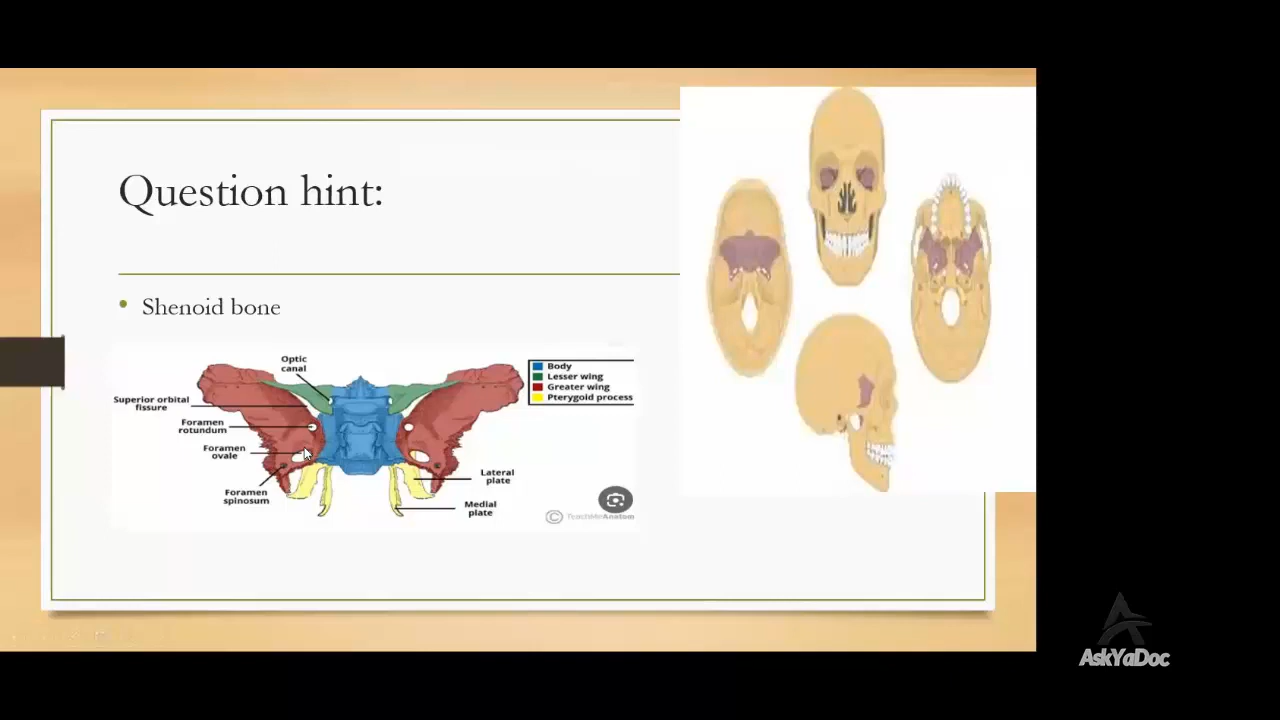 Question hint:
Shenoid bone
Optic
canal
Superior orbital
fissure
Foramen
rotundum
Foramen
ovale
Foramen
spinosum
Lateral
plate
Medial
plate
Body
Lesser wing
Greater wing
Pterygoid process
© TeachMeAnatom
AskYaDoc